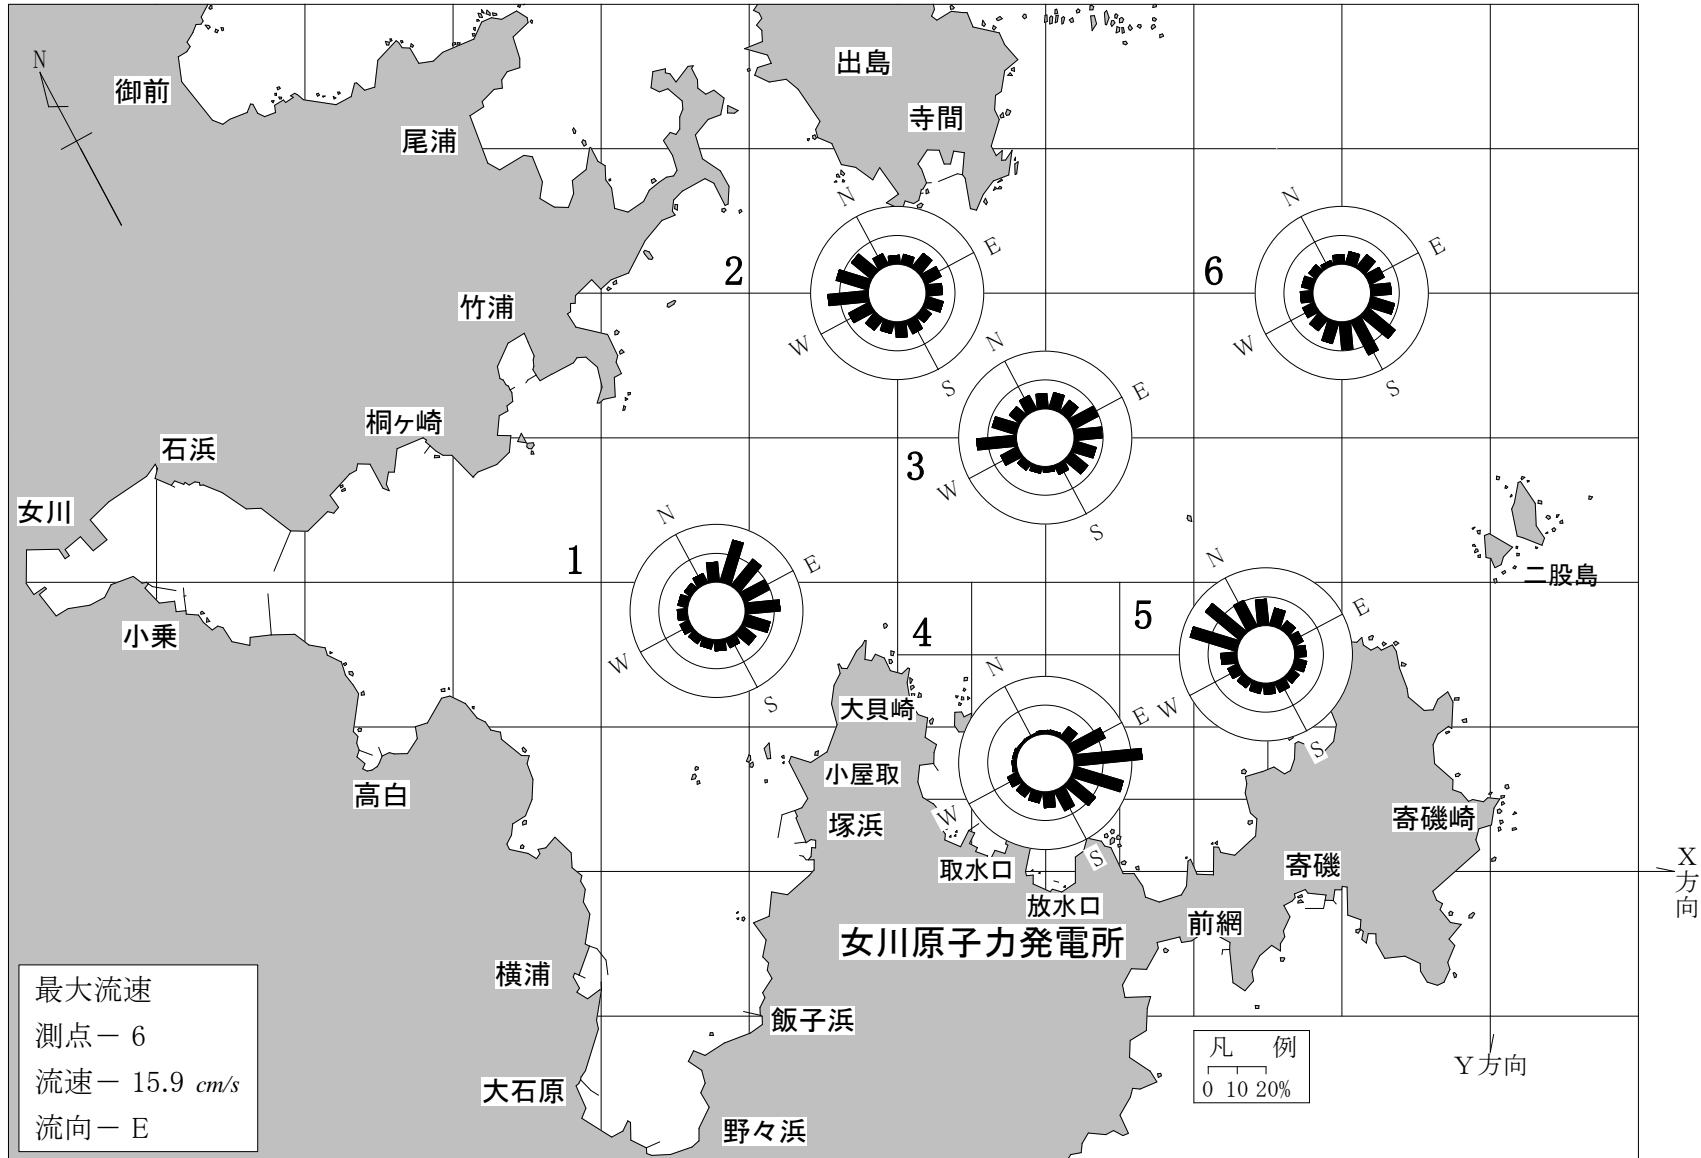 N
御前
尾浦
出島
寺間
竹浦
桐ヶ崎
石浜
女川
小乗
高白
横浦
大石原
野々浜
飯子浜
塚浜
小屋取
大貝崎
取水口
放水口
女川原子力発電所
前網
寄磯
寄磯崎
二股島
1
N
E
W
S
2
N
E
W
S
3
N
E
W
S
4
N
E
W
S
5
N
E
W
S
6
N
E
W
S
X方向
Y方向
凡 例
0 10 20%
最大流速
測点－ 6
流速－ 15.9 cm/s
流向－ E